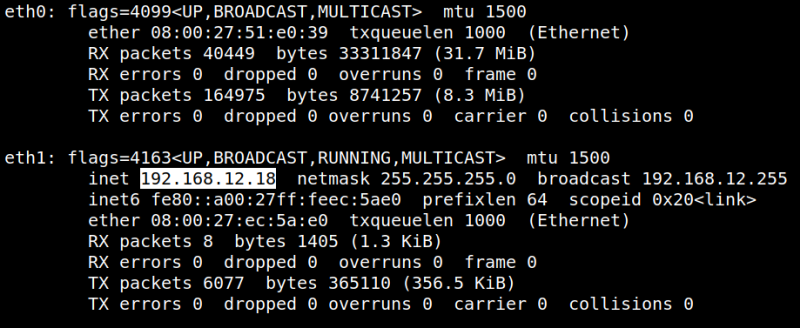 eth0: flags=4099<UP,BROADCAST,MULTICAST>  mtu 1500
        ether 08:00:27:51:e0:39  txqueuelen 1000  (Ethernet)
        RX packets 40449  bytes 33311847 (31.7 MiB)
        RX errors 0  dropped 0  overruns 0  frame 0
        TX packets 164975  bytes 8741257 (8.3 MiB)
        TX errors 0  dropped 0 overruns 0  carrier 0  collisions 0

eth1: flags=4163<UP,BROADCAST,RUNNING,MULTICAST>  mtu 1500
        inet 192.168.12.18  netmask 255.255.255.0  broadcast 192.168.12.255
        inet6 fe80::a00:27ff:feec:5ae0  prefixlen 64  scopeid 0x20<link>
        ether 08:00:27:ec:5a:e0  txqueuelen 1000  (Ethernet)
        RX packets 8  bytes 1405 (1.3 KiB)
        RX errors 0  dropped 0  overruns 0  frame 0
        TX packets 6077  bytes 365110 (356.5 KiB)
        TX errors 0  dropped 0 overruns 0  carrier 0  collisions 0